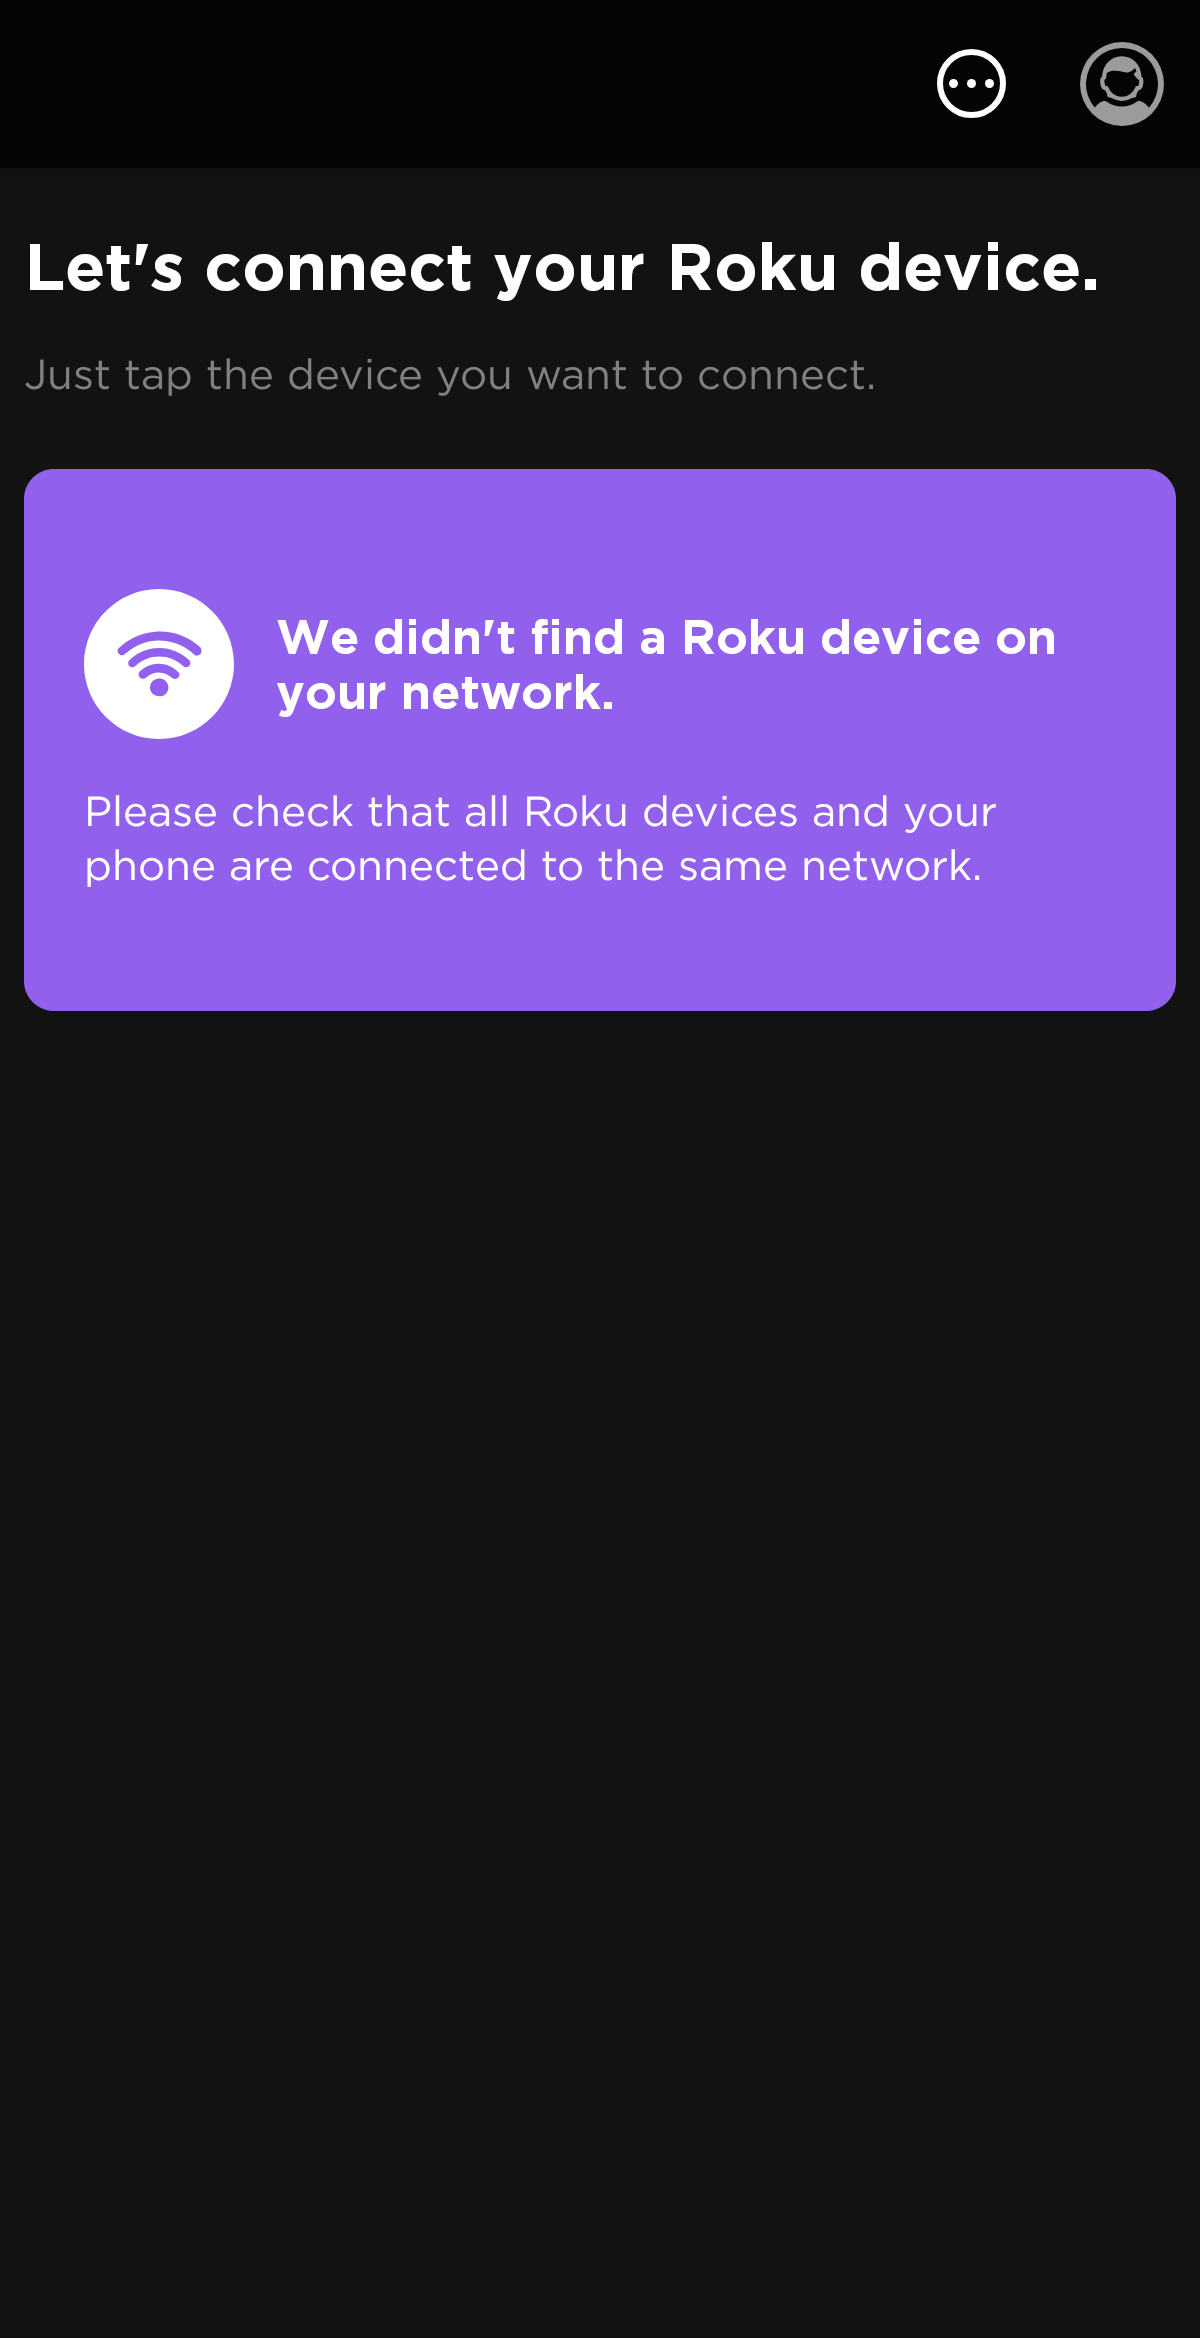 Let's connect your Roku device.
Just tap the device you want to connect.
We didn't find a Roku device on
your network.
Please check that all Roku devices and your
phone are connected to the same network.